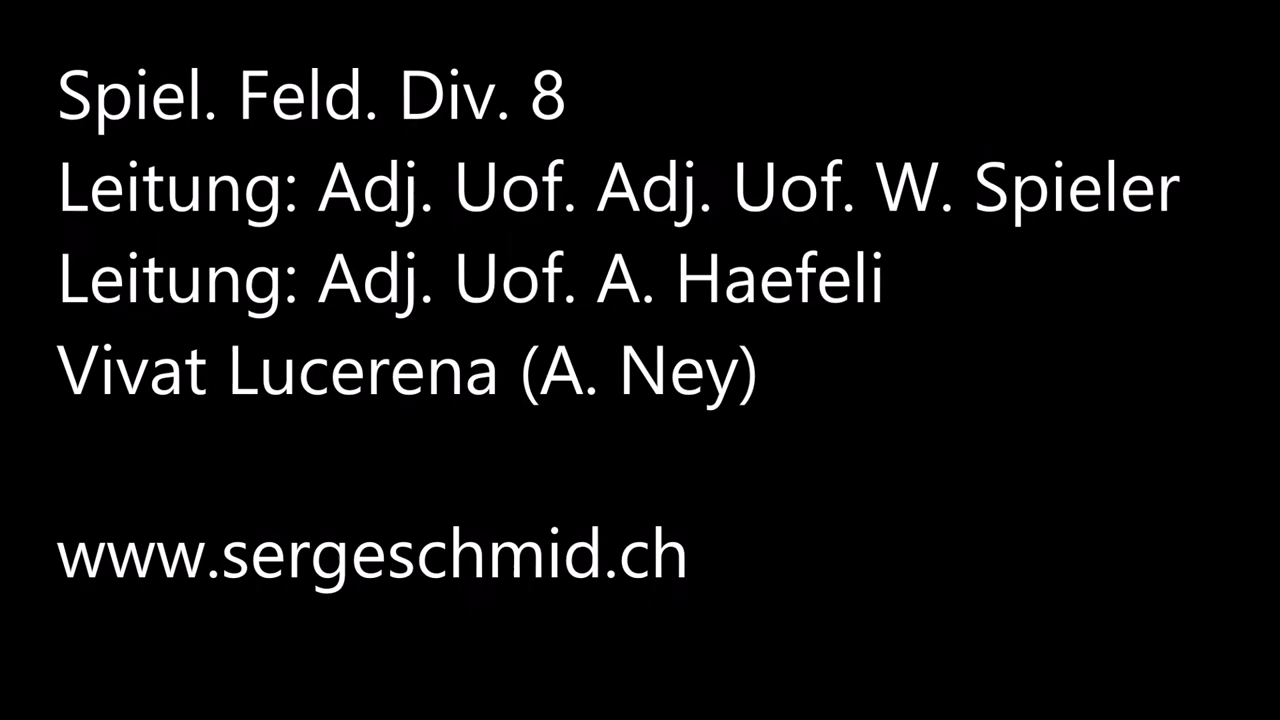 Spiel. Feld. Div. 8
Leitung: Adj. Uof. Adj. Uof. W. Spieler
Leitung: Adj. Uof. A. Haefeli
Vivat Lucerena (A. Ney)
www.sergeschmid.ch